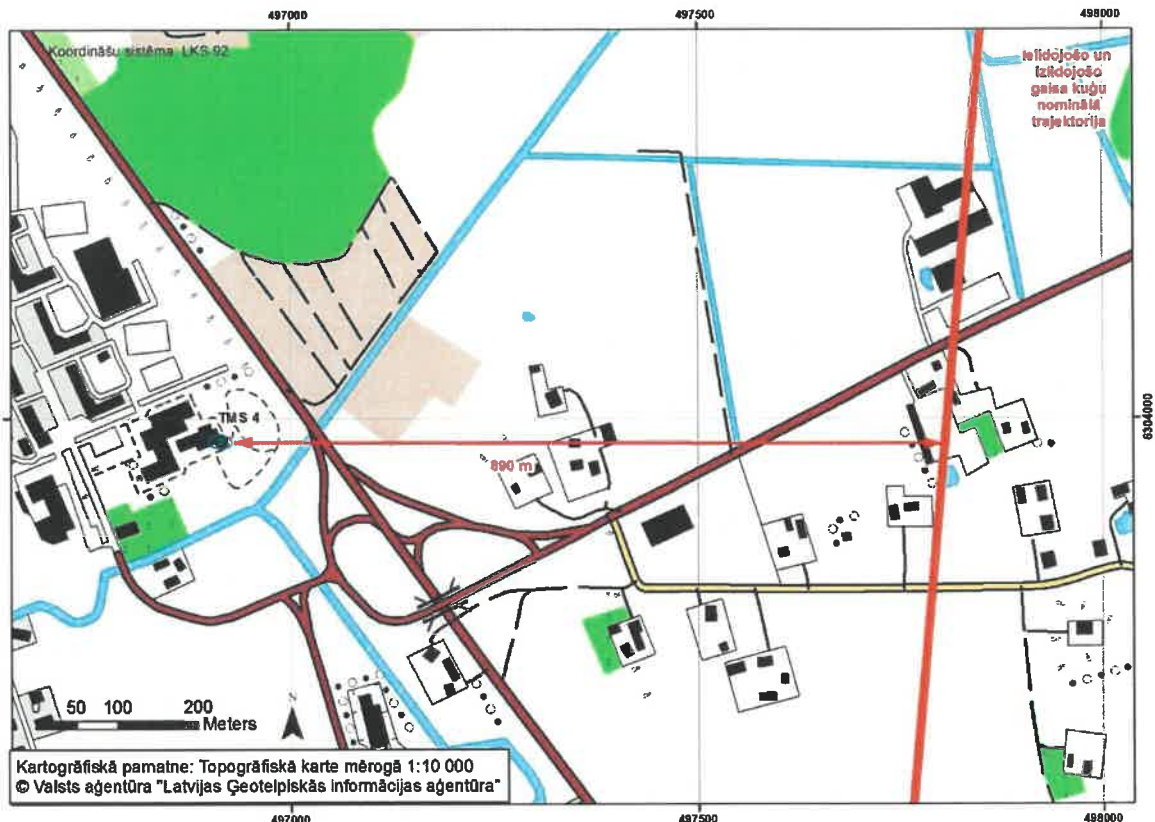 497000
497500
498000
Koordināšu sistēma LKS-92
Ielidojošo un
izlidojošo
gaisa kuģu
nominālā
trajektorija
6304000
TMS 4
890 m
50 100 200
Meters
Kartogrāfiskā pamatne: Topogrāfiskā karte mērogā 1:10 000
© Valsts aģentūra "Latvijas Ģeotelpiskās informācijas aģentūra"
497000
497500
498000